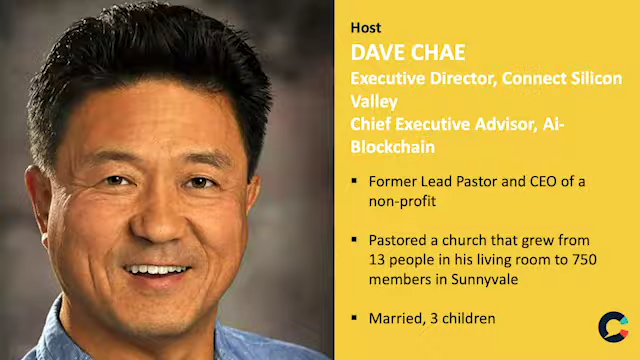 Host
DAVE CHAE
Executive Director, Connect Silicon
Valley
Chief Executive Advisor, Ai-
Blockchain
▪ Former Lead Pastor and CEO of a
non-profit
▪ Pastored a church that grew from
13 people in his living room to 750
members in Sunnyvale
▪ Married, 3 children